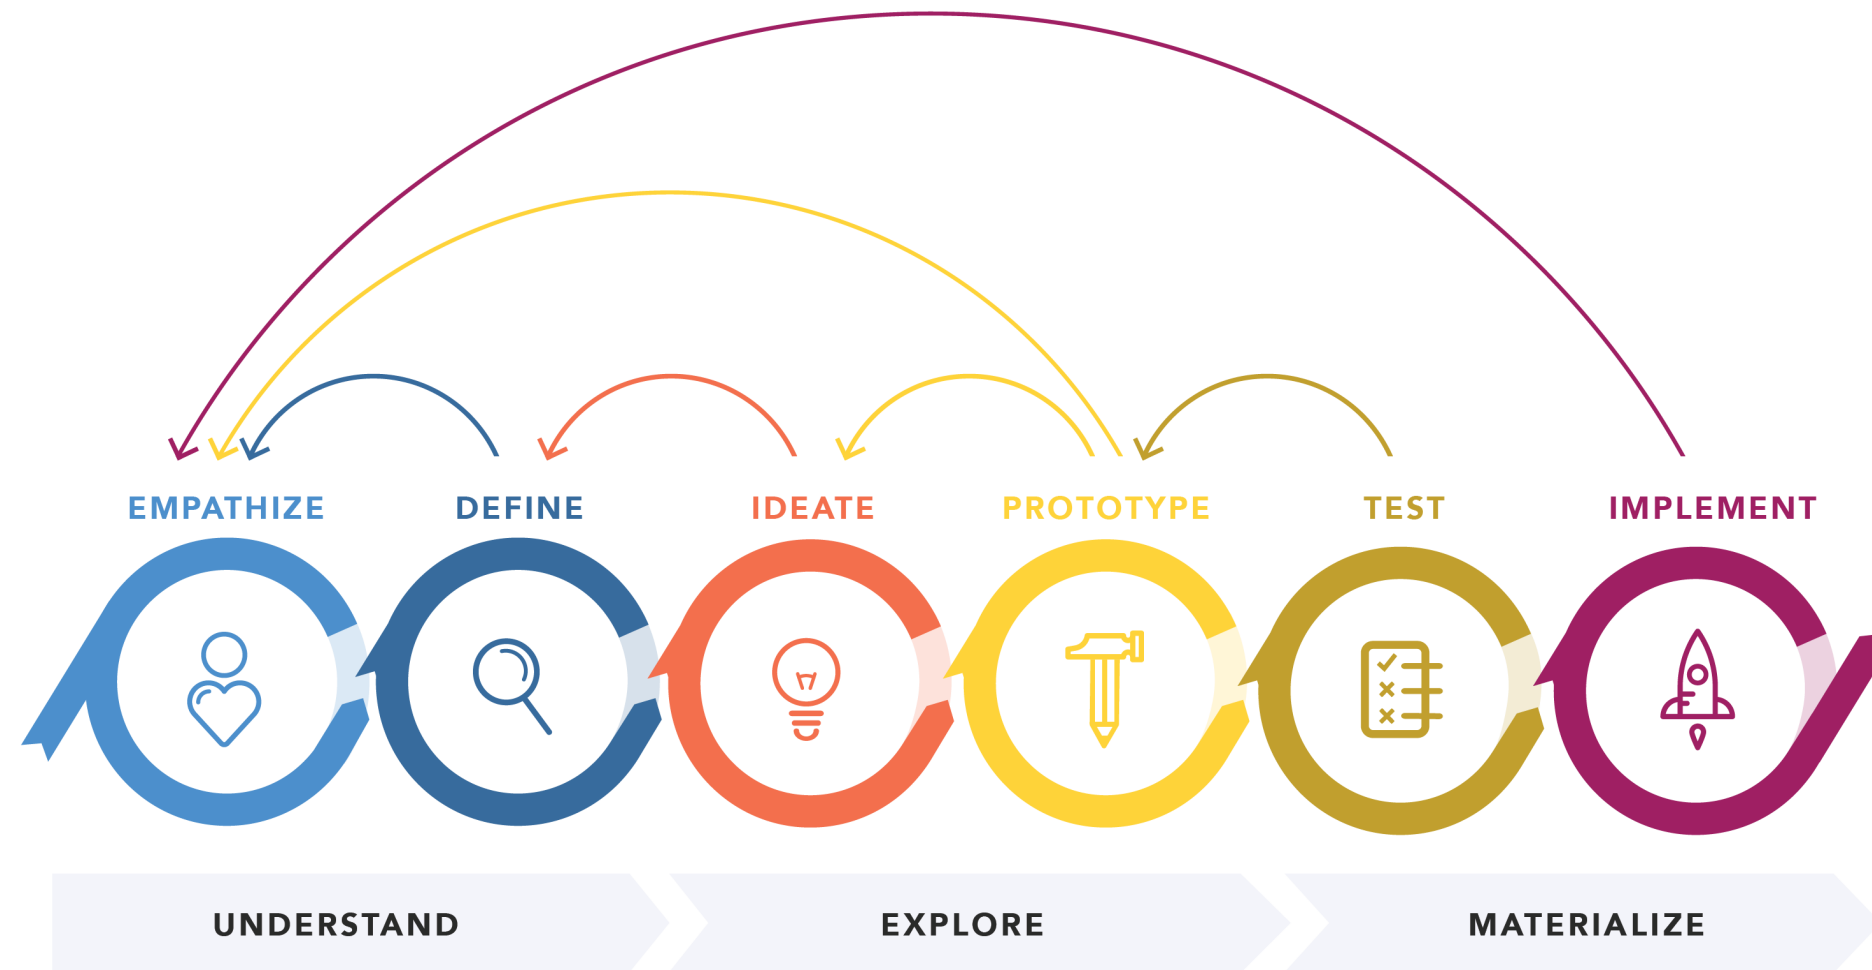 EMPATHIZE
DEFINE
IDEATE
PROTOTYPE
TEST
IMPLEMENT
UNDERSTAND
EXPLORE
MATERIALIZE